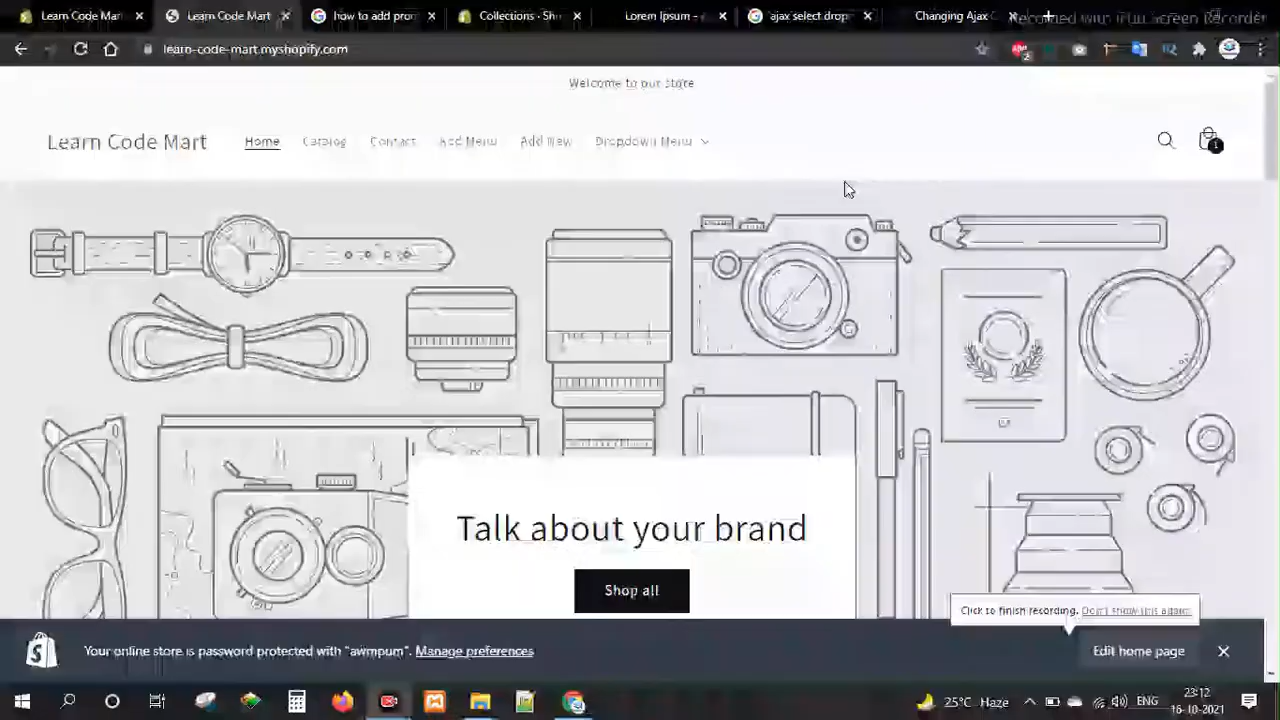 Learn Code Mar
Learn Code Mart
how to add pro
Collections - Sh
Lorem Ipsum -
ajax select drop
Changing Ajax
Recorded with iFun Screen Recorder
learn-code-mart.myshopify.com
Welcome to our store
Learn Code Mart
Home
Catalog
Contact
Add Menu
Add New
Dropdown Menu
1
Talk about your brand
Shop all
Click to finish recording. Don't show this again.
Your online store is password protected with "awmpum". Manage preferences
Edit home page
25°C Haze
ENG
23:12
16-10-2021